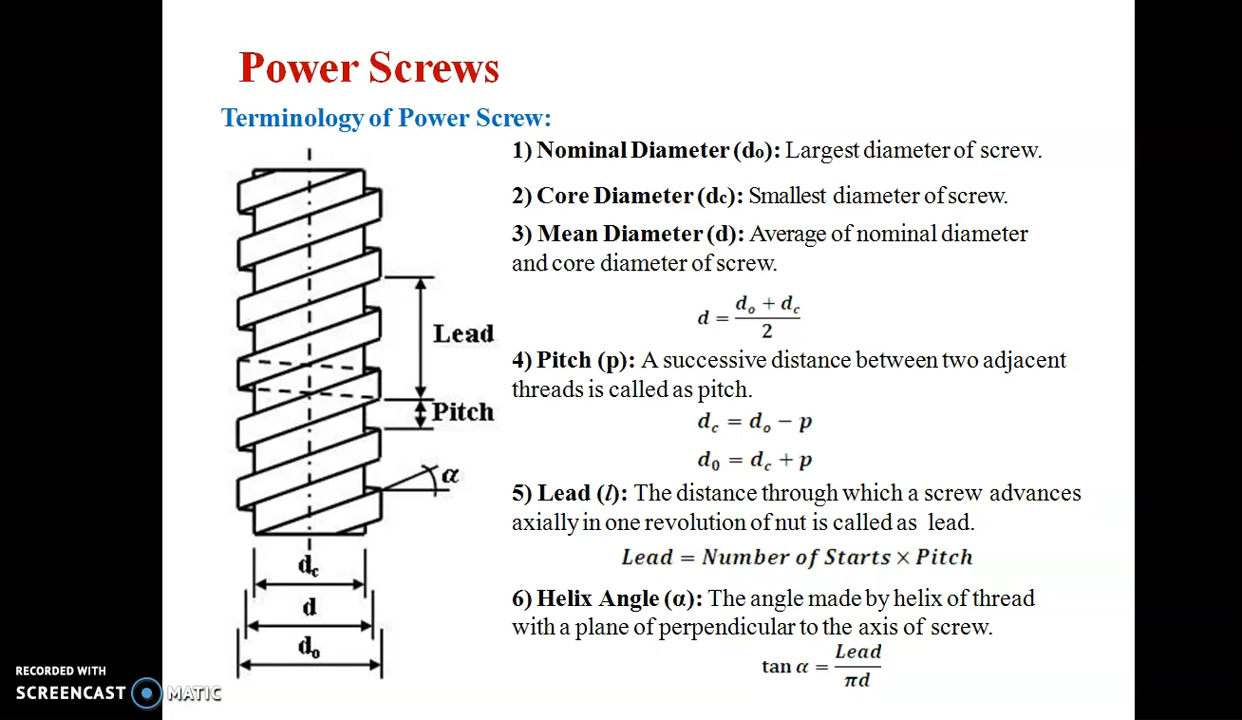 Power Screws
Terminology of Power Screw:
1) Nominal Diameter (do): Largest diameter of screw.
2) Core Diameter (dc): Smallest diameter of screw.
3) Mean Diameter (d): Average of nominal diameter
and core diameter of screw.
d = (do + dc) / 2
4) Pitch (p): A successive distance between two adjacent
threads is called as pitch.
dc = do − p
d0 = dc + p
5) Lead (l): The distance through which a screw advances
axially in one revolution of nut is called as lead.
Lead = Number of Starts × Pitch
6) Helix Angle (α): The angle made by helix of thread
with a plane of perpendicular to the axis of screw.
tan α = Lead / πd
Lead
Pitch
α
dc
d
do
RECORDED WITH
SCREENCAST MATIC